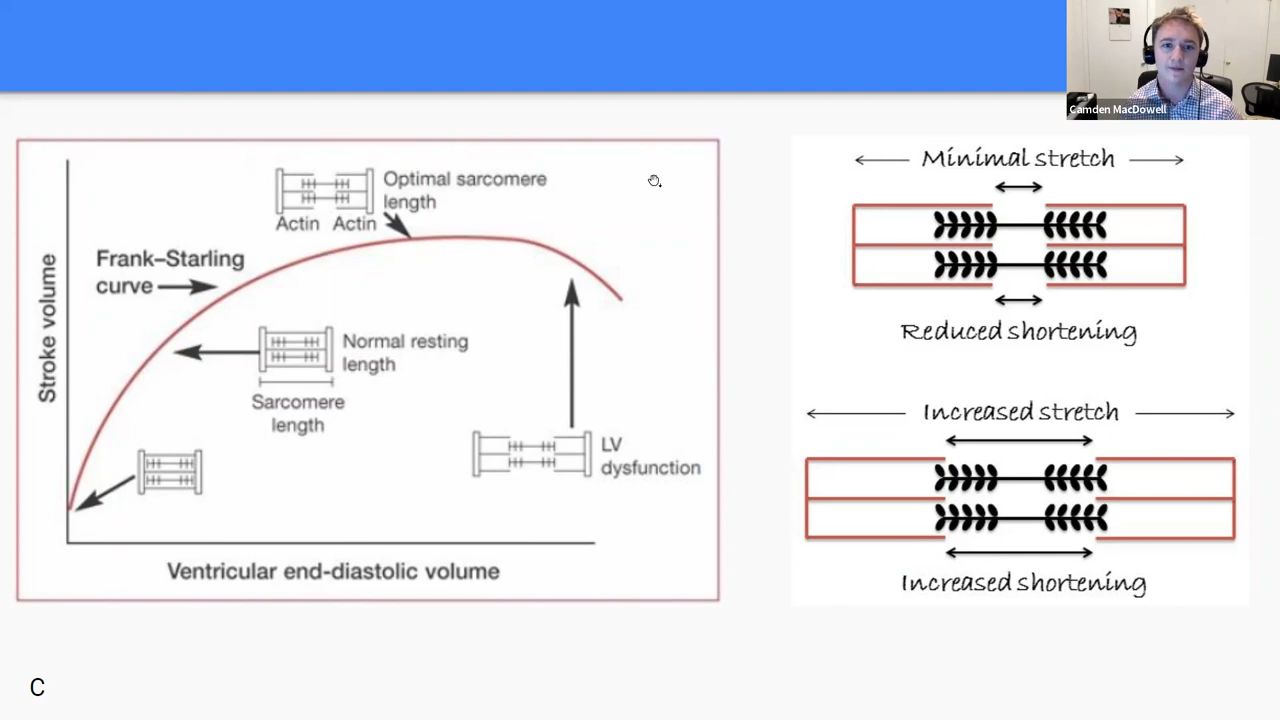 Camden MacDowell
Optimal sarcomere
length
Actin Actin
Frank–Starling
curve
Normal resting
length
Sarcomere
length
LV
dysfunction
Stroke volume
Ventricular end-diastolic volume
Minimal stretch
Reduced shortening
Increased stretch
Increased shortening
C